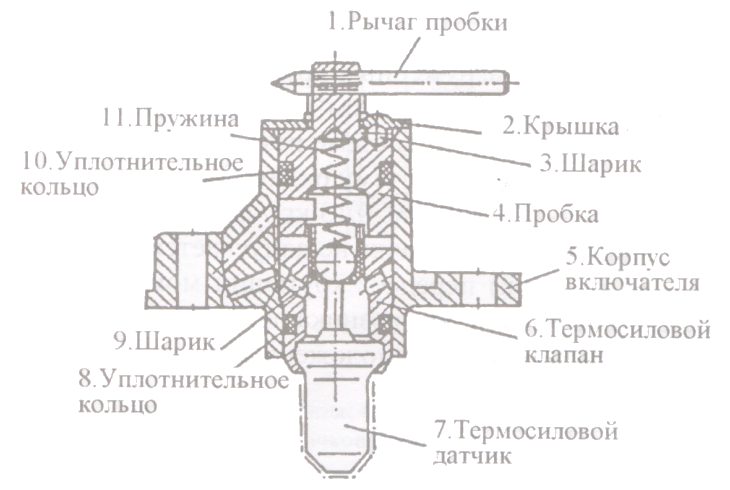 1.Рычаг пробки
11.Пружина
2.Крышка
10.Уплотнительное
кольцо
3.Шарик
4.Пробка
5.Корпус
включателя
9.Шарик
6.Термосиловой
клапан
8.Уплотнительное
кольцо
7.Термосиловой
датчик